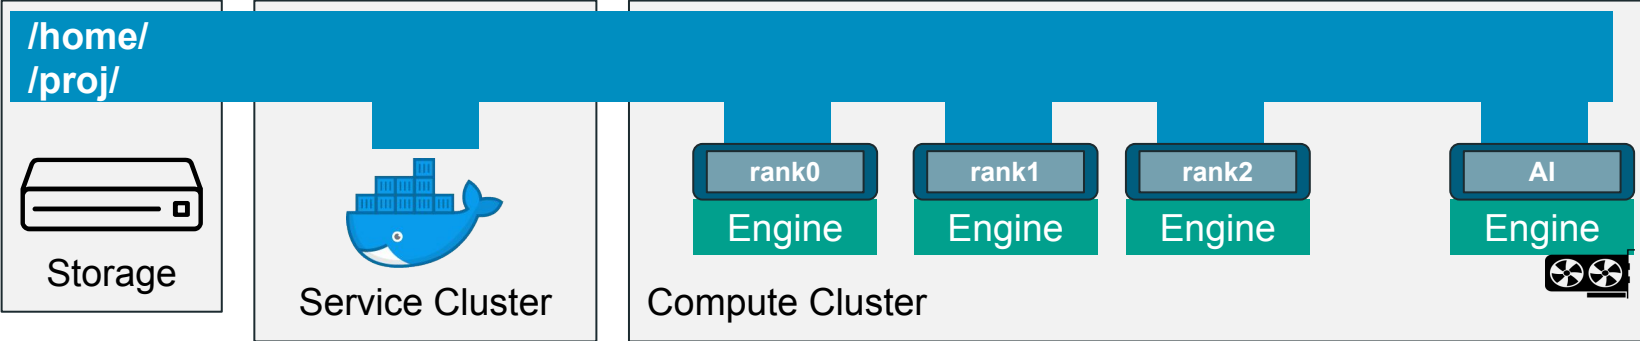 /home/
/proj/
rank0
rank1
rank2
AI
Engine
Engine
Engine
Engine
Storage
Service Cluster
Compute Cluster